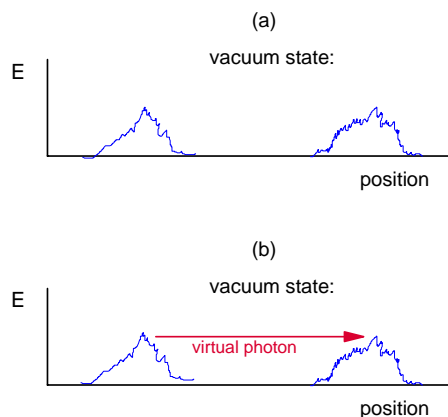 (a)
vacuum state:
E
position
(b)
vacuum state:
E
virtual photon
position